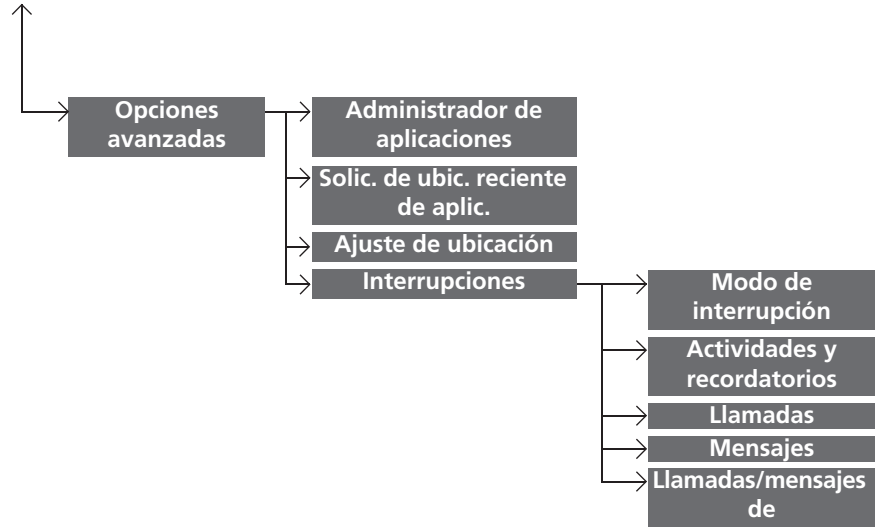 Opciones
avanzadas
Administrador de
aplicaciones
Solic. de ubic. reciente
de aplic.
Ajuste de ubicación
Interrupciones
Modo de
interrupción
Actividades y
recordatorios
Llamadas
Mensajes
Llamadas/mensajes
de